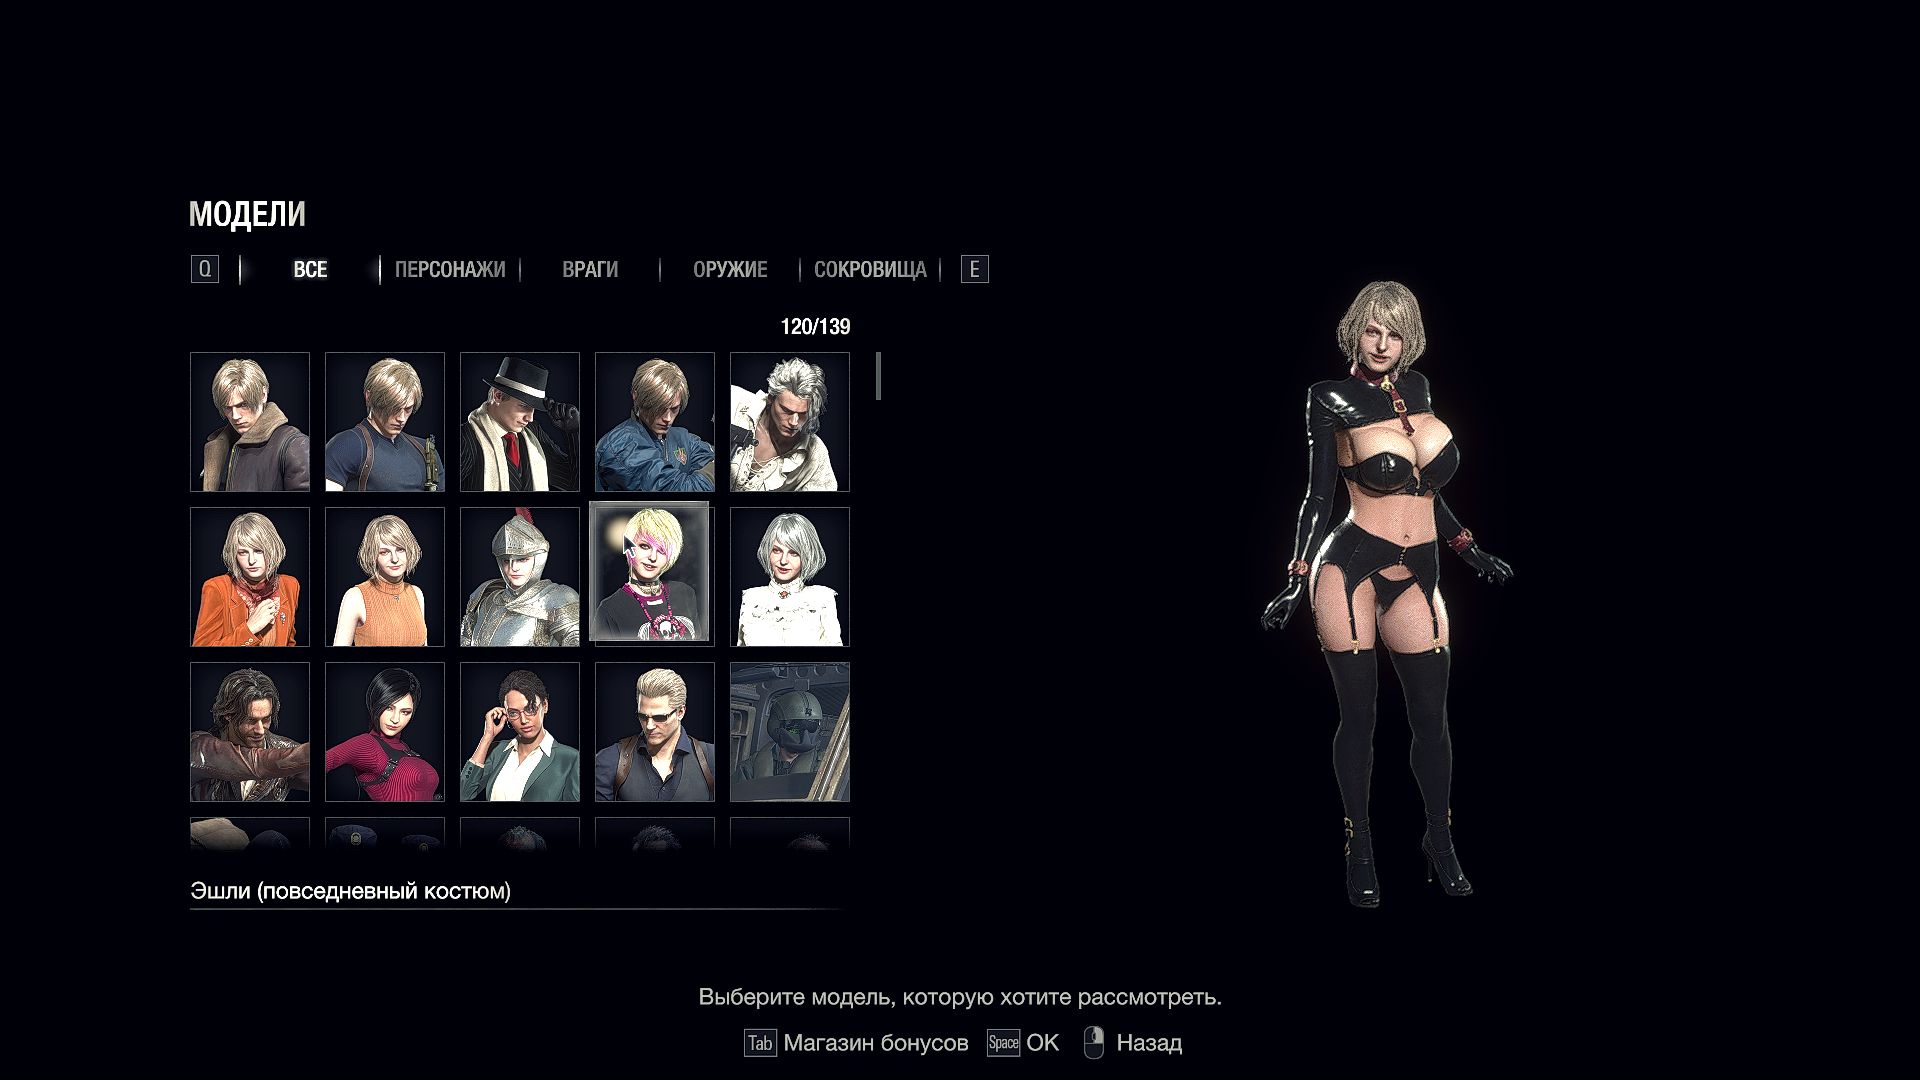 МОДЕЛИ
Q ВСЕ ПЕРСОНАЖИ ВРАГИ ОРУЖИЕ СОКРОВИЩА E
120/139
Эшли (повседневный костюм)
Выберите модель, которую хотите рассмотреть.
Tab Магазин бонусов Space OK Назад